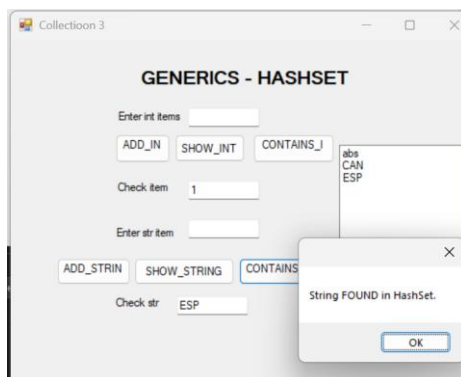 Collectioon 3
GENERICS - HASHSET
Enter int items
ADD_IN SHOW_INT CONTAINS_I
abs
CAN
ESP
Check item 1
Enter str item
ADD_STRIN SHOW_STRING CONTAINS
Check str ESP
String FOUND in HashSet.
OK